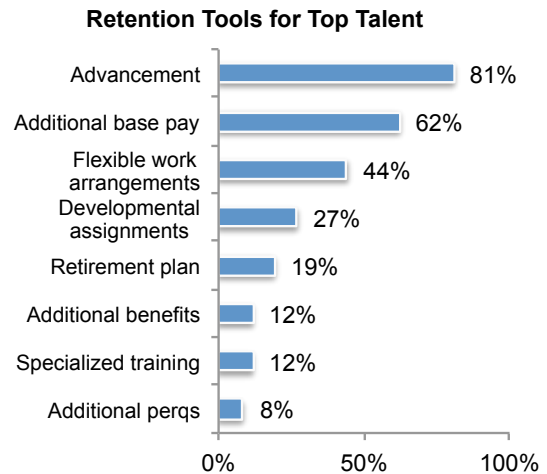 Retention Tools for Top Talent
Advancement 81%
Additional base pay 62%
Flexible work
arrangements 44%
Developmental
assignments 27%
Retirement plan 19%
Additional benefits 12%
Specialized training 12%
Additional perqs 8%
0% 50% 100%